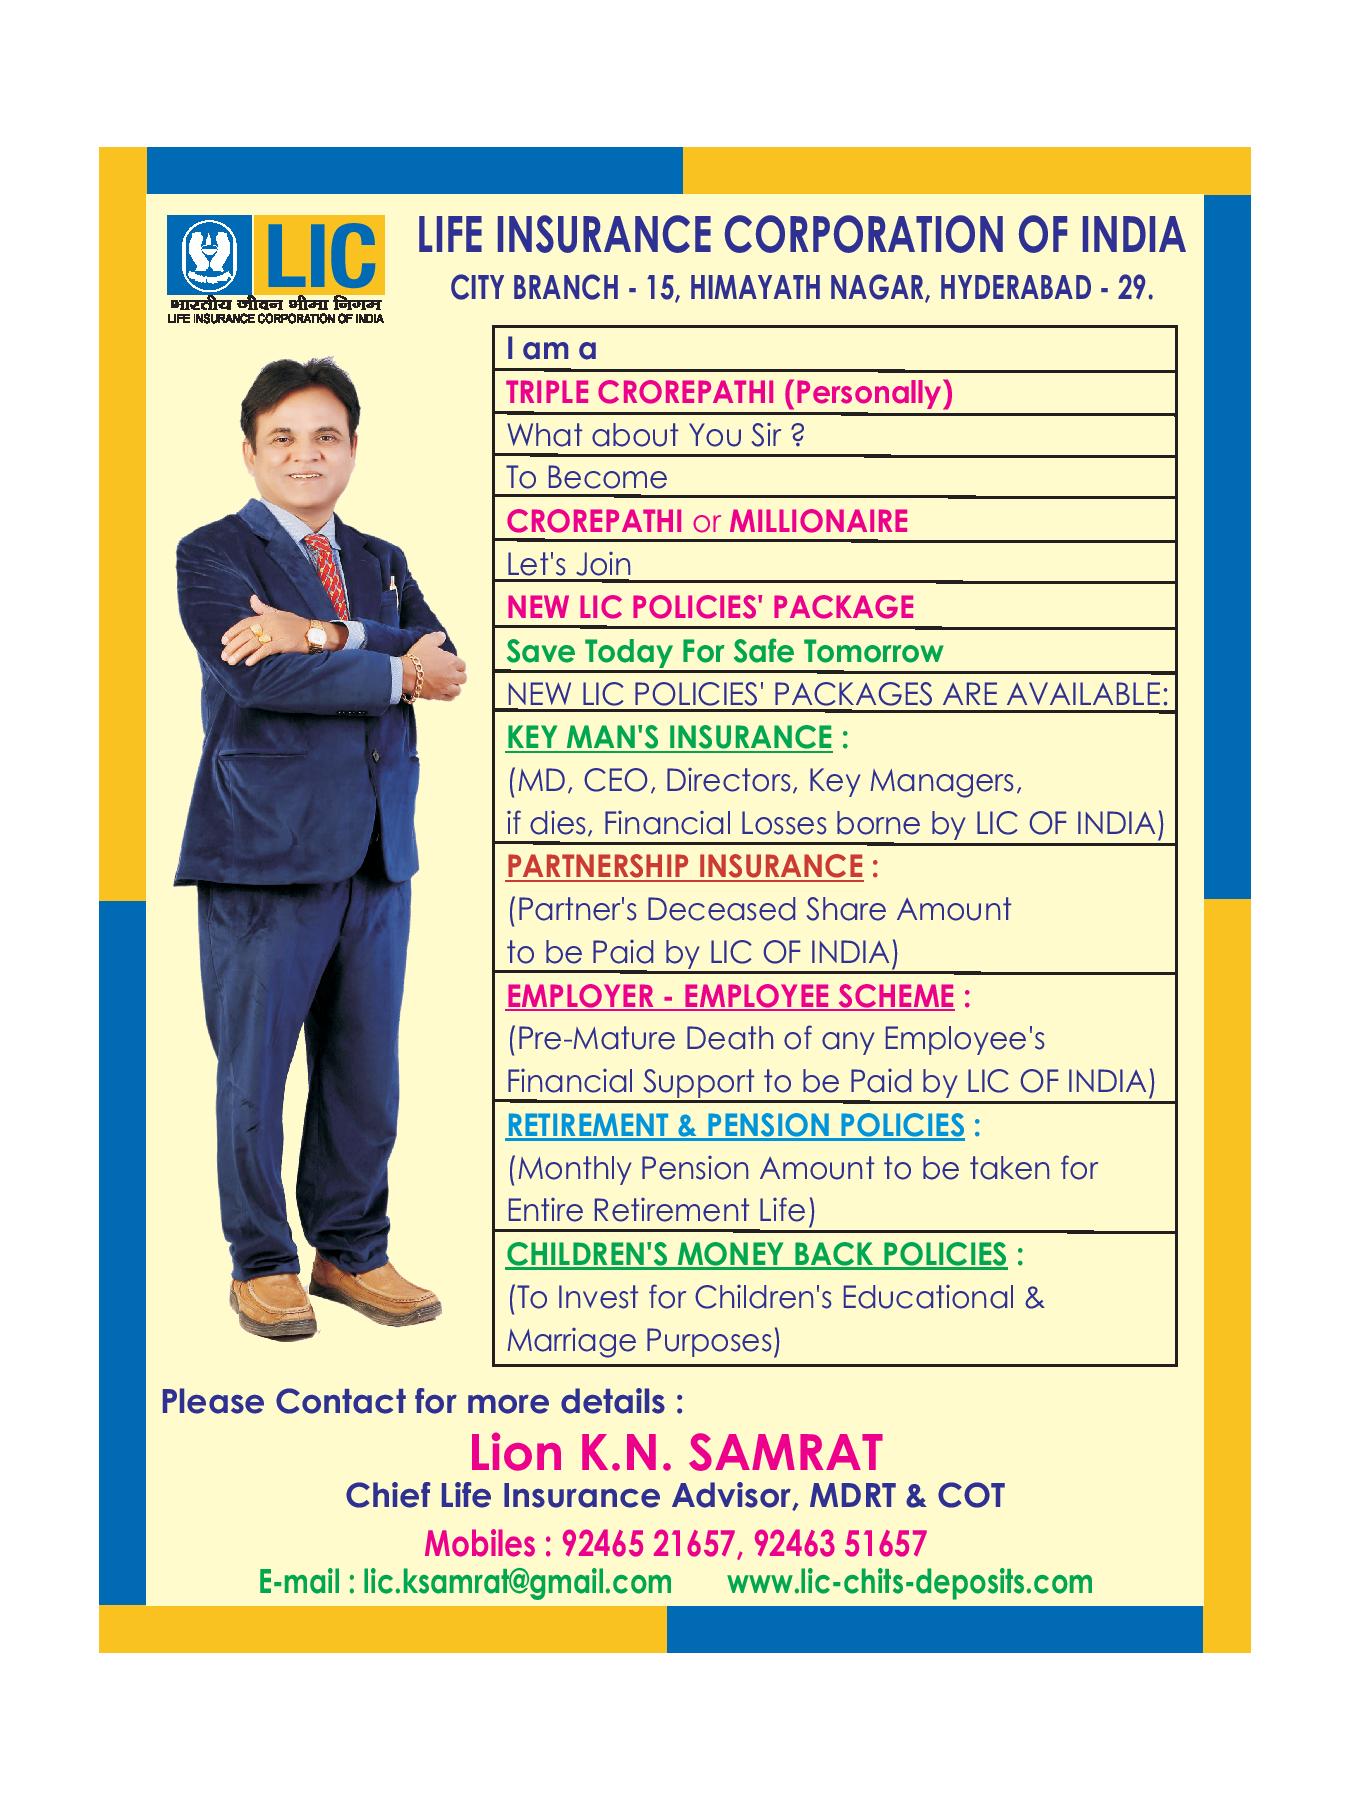 LIC
भारतीय जीवन भीमा निगम
LIFE INSURANCE CORPORATION OF INDIA
LIFE INSURANCE CORPORATION OF INDIA
CITY BRANCH - 15, HIMAYATH NAGAR, HYDERABAD - 29.
I am a
TRIPLE CROREPATHI (Personally)
What about You Sir ?
To Become
CROREPATHI or MILLIONAIRE
Let's Join
NEW LIC POLICIES' PACKAGE
Save Today For Safe Tomorrow
NEW LIC POLICIES' PACKAGES ARE AVAILABLE:
KEY MAN'S INSURANCE :
(MD, CEO, Directors, Key Managers,
if dies, Financial Losses borne by LIC OF INDIA)
PARTNERSHIP INSURANCE :
(Partner's Deceased Share Amount
to be Paid by LIC OF INDIA)
EMPLOYER - EMPLOYEE SCHEME :
(Pre-Mature Death of any Employee's
Financial Support to be Paid by LIC OF INDIA)
RETIREMENT & PENSION POLICIES :
(Monthly Pension Amount to be taken for
Entire Retirement Life)
CHILDREN'S MONEY BACK POLICIES :
(To Invest for Children's Educational &
Marriage Purposes)
Please Contact for more details :
Lion K.N. SAMRAT
Chief Life Insurance Advisor, MDRT & COT
Mobiles : 92465 21657, 92463 51657
E-mail : lic.ksamrat@gmail.com www.lic-chits-deposits.com